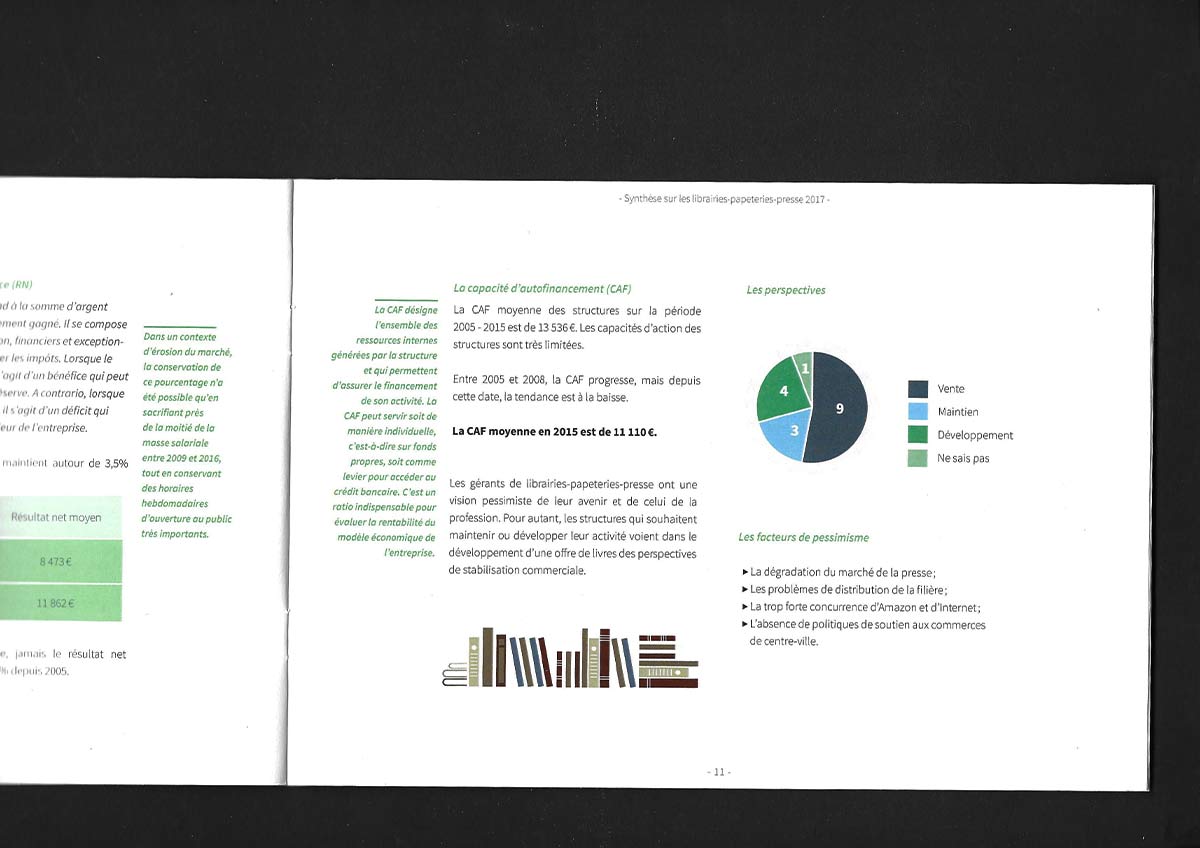 - Synthèse sur les librairies-papeteries-presse 2017 -
(RN)
à la somme d'argent
gagné. Il se compose
financiers et exception-
les impôts. Lorsque le
s'agit d'un bénéfice qui peut
A contrario, lorsque
il s'agit d'un déficit qui
de l'entreprise.
maintient autour de 3,5%
Résultat net moyen
8 473 €
11 862 €
jamais le résultat net
% depuis 2005.
Dans un contexte
d'érosion du marché,
la conservation de
ce pourcentage n'a
été possible qu'en
sacrifiant près
de la moitié de la
masse salariale
entre 2009 et 2016,
tout en conservant
des horaires
hebdomadaires
d'ouverture au public
très importants.
La CAF désigne
l'ensemble des
ressources internes
générées par la structure
et qui permettent
d'assurer le financement
de son activité. La
CAF peut servir soit de
manière individuelle,
c'est-à-dire sur fonds
propres, soit comme
levier pour accéder au
crédit bancaire. C'est un
ratio indispensable pour
évaluer la rentabilité du
modèle économique de
l'entreprise.
La capacité d'autofinancement (CAF)
La CAF moyenne des structures sur la période
2005 - 2015 est de 13 536 €. Les capacités d'action des
structures sont très limitées.
Entre 2005 et 2008, la CAF progresse, mais depuis
cette date, la tendance est à la baisse.
La CAF moyenne en 2015 est de 11 110 €.
Les gérants de librairies-papeteries-presse ont une
vision pessimiste de leur avenir et de celui de la
profession. Pour autant, les structures qui souhaitent
maintenir ou développer leur activité voient dans le
développement d'une offre de livres des perspectives
de stabilisation commerciale.
Les perspectives
1
4
9
3
Vente
Maintien
Développement
Ne sais pas
Les facteurs de pessimisme
►La dégradation du marché de la presse;
►Les problèmes de distribution de la filière;
►La trop forte concurrence d'Amazon et d'Internet;
►L'absence de politiques de soutien aux commerces
de centre-ville.
- 11 -